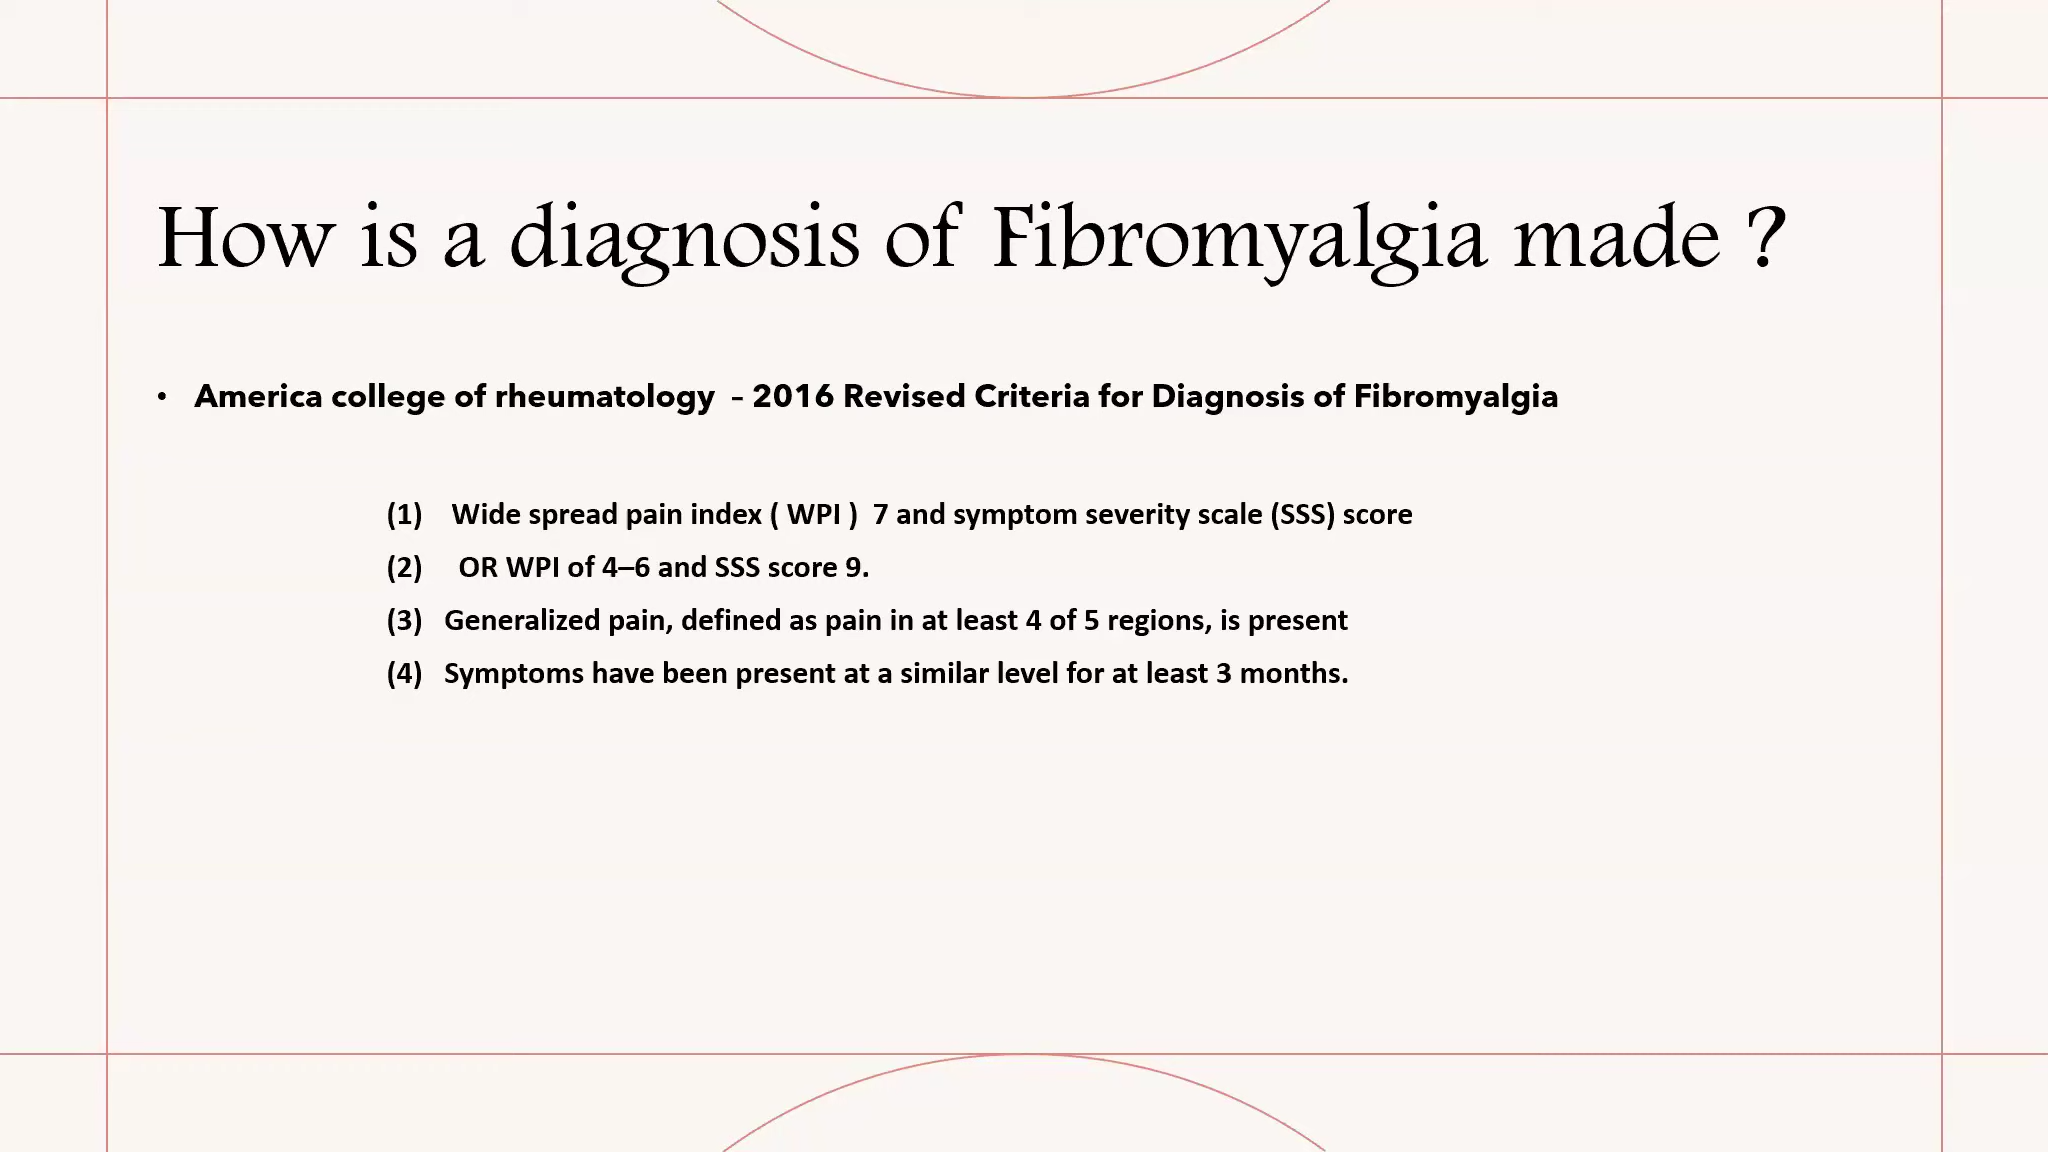 How is a diagnosis of Fibromyalgia made ?
• America college of rheumatology – 2016 Revised Criteria for Diagnosis of Fibromyalgia
(1) Wide spread pain index ( WPI ) 7 and symptom severity scale (SSS) score
(2) OR WPI of 4–6 and SSS score 9.
(3) Generalized pain, defined as pain in at least 4 of 5 regions, is present
(4) Symptoms have been present at a similar level for at least 3 months.